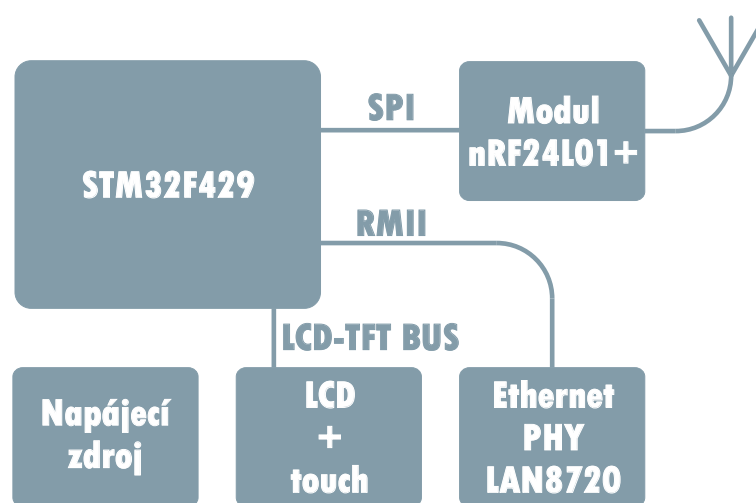 SPI
Modul
nRF24L01+
STM32F429
RMII
LCD-TFT BUS
Napájecí
zdroj
LCD
+
touch
Ethernet
PHY
LAN8720